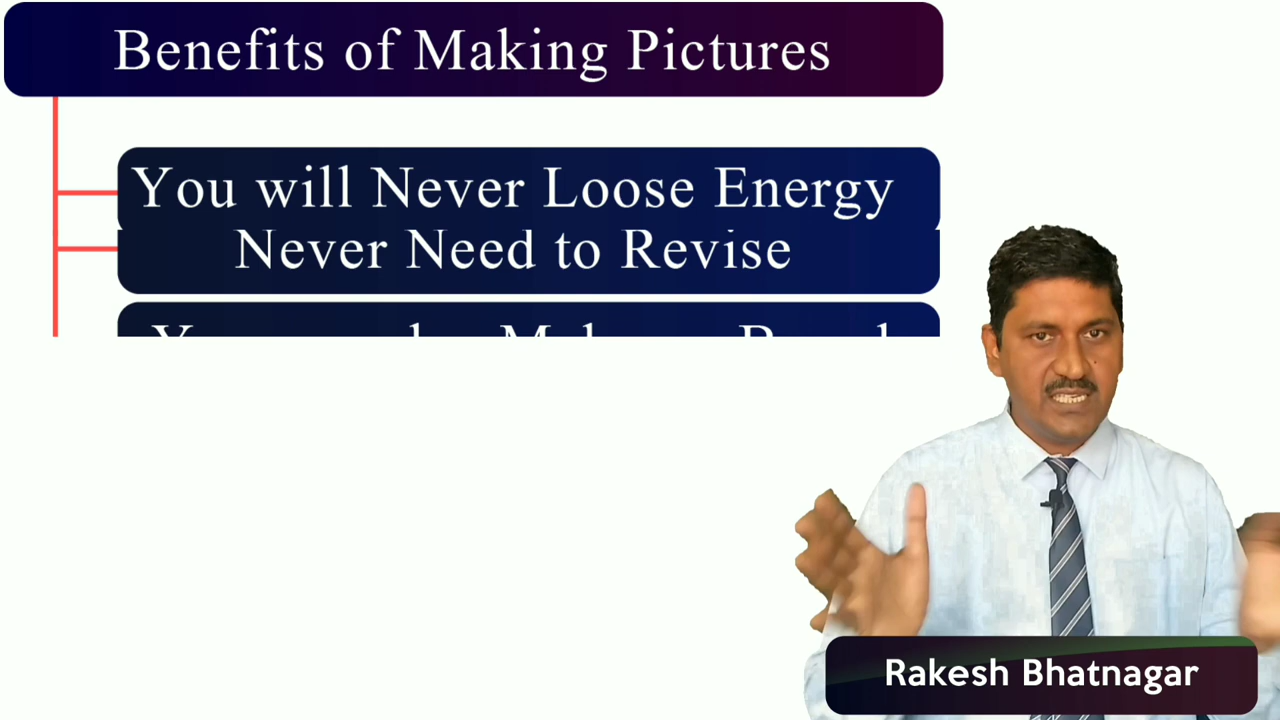 Benefits of Making Pictures
You will Never Loose Energy
Never Need to Revise
Rakesh Bhatnagar